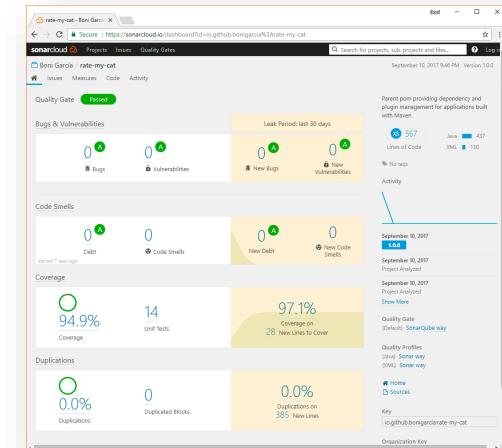 rate-my-cat - Boni Garcí
Boni
Secure https://sonarcloud.io/dashboard?id=io.github.bonigarcia%3Arate-my-cat
sonarcloud Projects Issues Quality Gates Search for projects, sub-projects and files... Log in
Boni García / rate-my-cat September 10, 2017 9:46 PM Version 1.0.0
Issues Measures Code Activity
Quality Gate Passed
Bugs & Vulnerabilities Leak Period: last 30 days
0 A Bugs
0 A Vulnerabilities
0 A New Bugs
0 A New Vulnerabilities
Code Smells
0 A Debt
started 7 days ago
0 Code Smells
0 A New Debt
0 New Code Smells
Coverage
94.9% Coverage
14 Unit Tests
97.1% Coverage on 28 New Lines to Cover
Duplications
0.0% Duplications
0 Duplicated Blocks
0.0% Duplications on 385 New Lines
Parent pom providing dependency and
plugin management for applications built
with Maven
XS 567 Lines of Code
Java 437
XML 130
No tags
Activity
September 10, 2017
1.0.0
September 10, 2017
Project Analyzed
September 10, 2017
Project Analyzed
Show More
Quality Gate
(Default) SonarQube way
Quality Profiles
(Java) Sonar way
(XML) Sonar way
Home
Sources
Key
io.github.bonigarcia:rate-my-cat
Organization Key